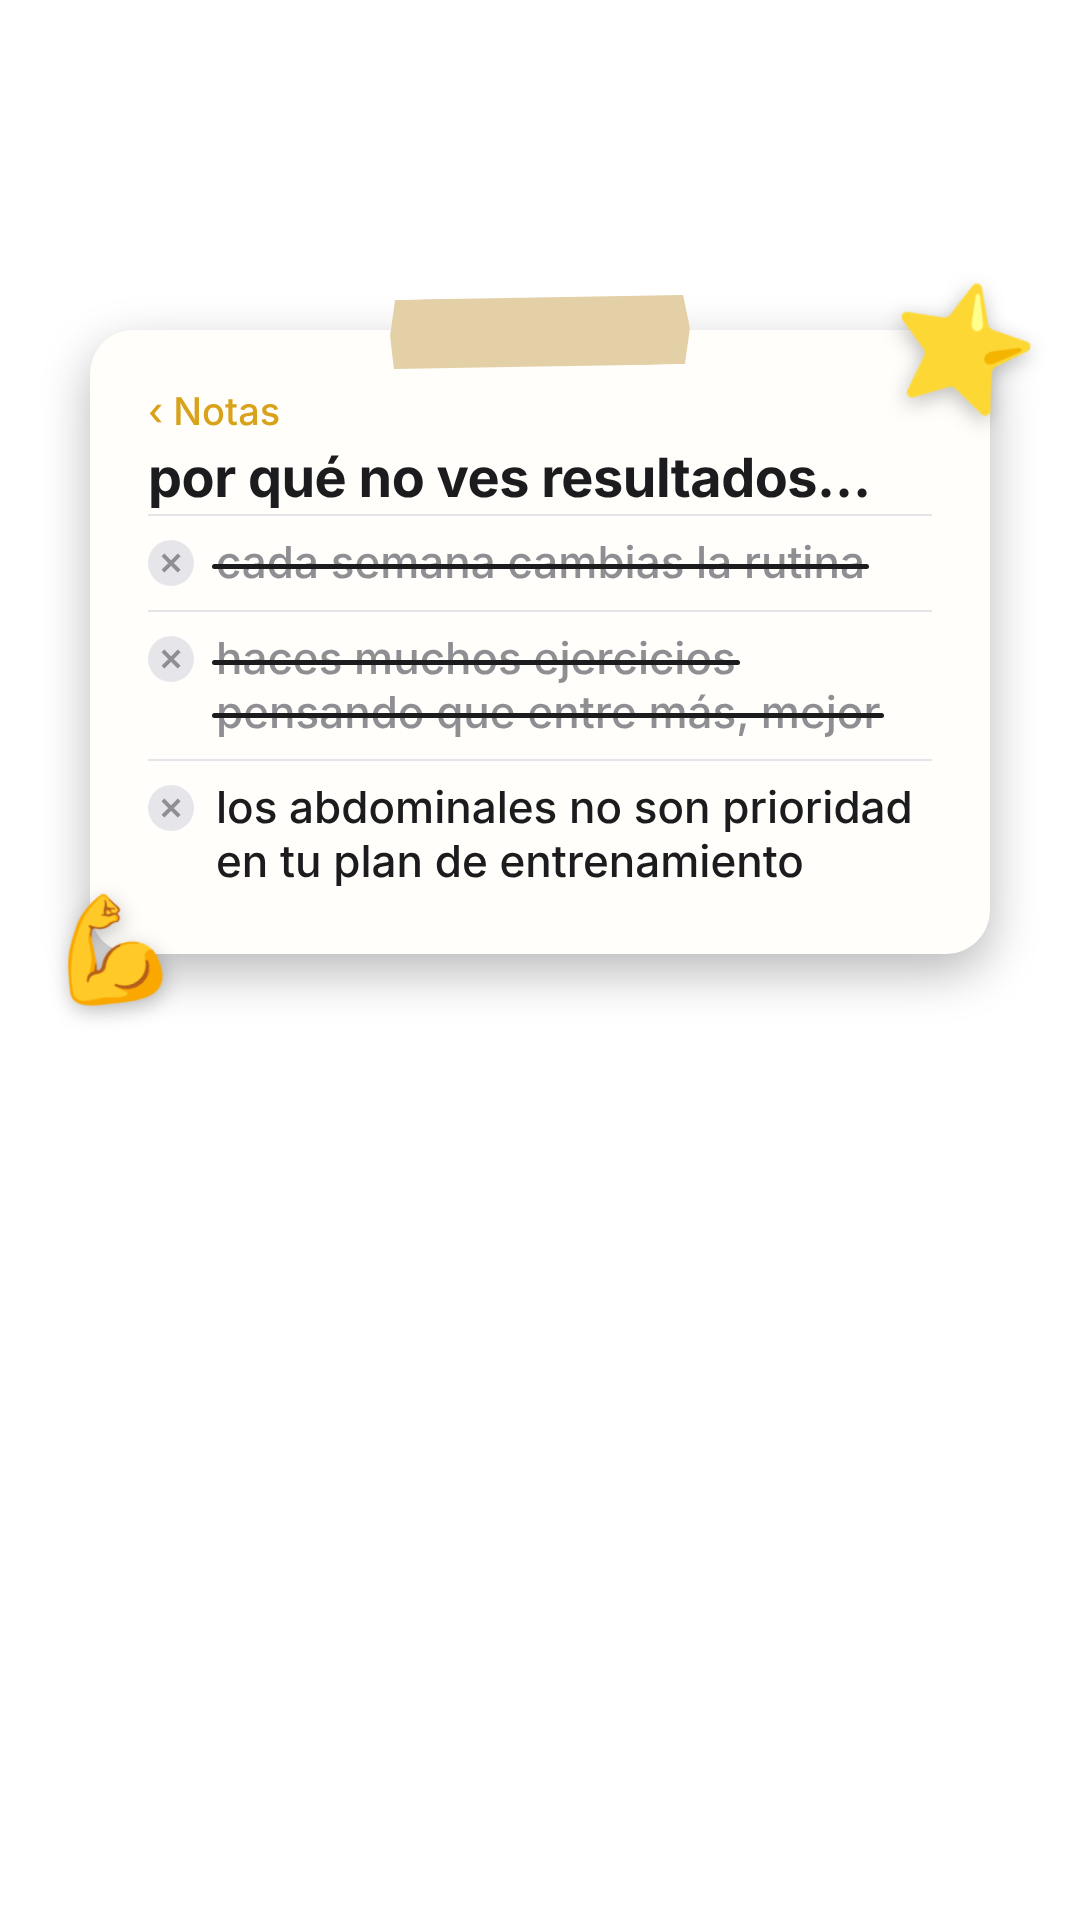 ‹ Notas
por qué no ves resultados...
cada semana cambias la rutina
haces muchos ejercicios
pensando que entre más, mejor
los abdominales no son prioridad
en tu plan de entrenamiento